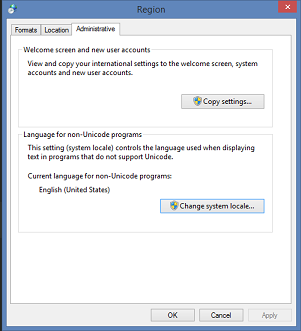 Region
Formats Location Administrative
Welcome screen and new user accounts
View and copy your international settings to the welcome screen, system
accounts and new user accounts.
Copy settings...
Language for non-Unicode programs
This setting (system locale) controls the language used when displaying
text in programs that do not support Unicode.
Current language for non-Unicode programs:
English (United States)
Change system locale...
OK Cancel Apply